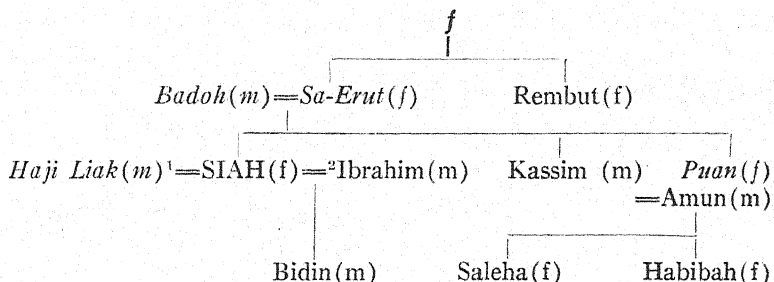 f
Badoh(m)=Sa-Erut(f) Rembut(f)
Haji Liak(m)¹=SIAH(f)=²Ibrahim(m) Kassim (m) Puan(f)
=Amun(m)
Bidin(m) Saleha(f) Habibah(f)